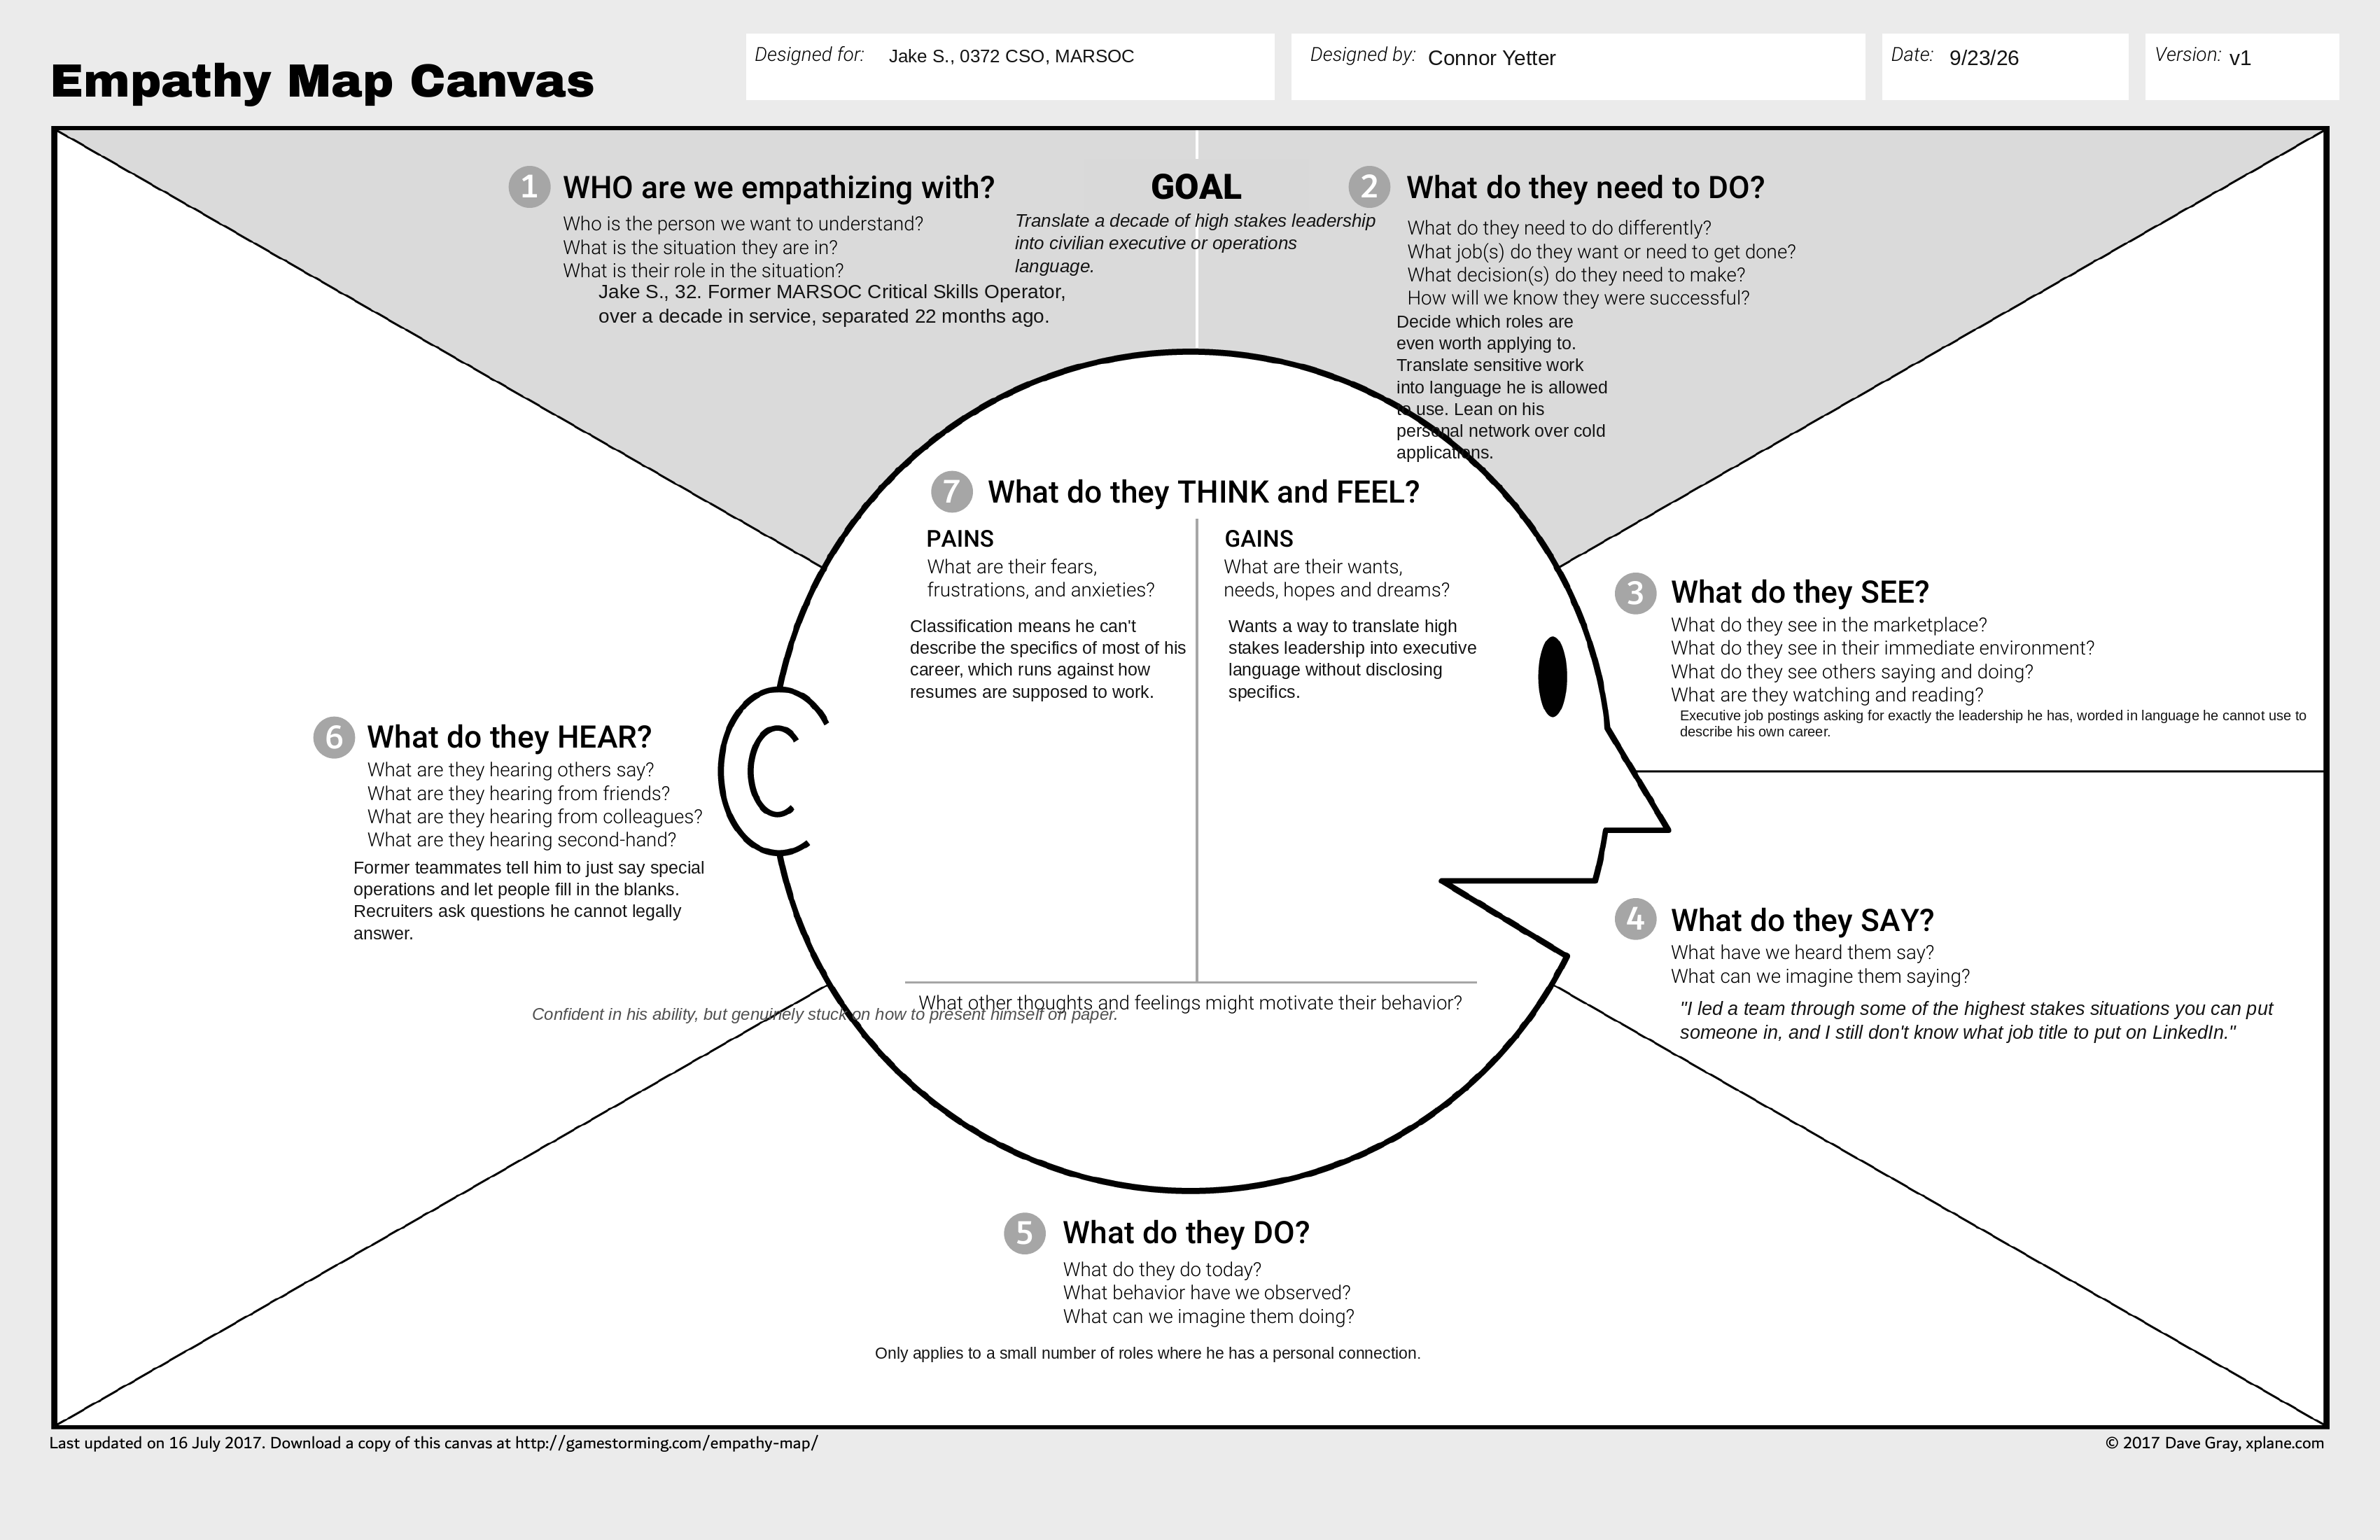 Empathy Map Canvas
Designed for: Jake S., 0372 CSO, MARSOC
Designed by: Connor Yetter
Date: 9/23/26
Version: v1
1 WHO are we empathizing with?
Who is the person we want to understand?
What is the situation they are in?
What is their role in the situation?
Jake S., 32. Former MARSOC Critical Skills Operator,
over a decade in service, separated 22 months ago.
GOAL
Translate a decade of high stakes leadership
into civilian executive or operations
language.
2 What do they need to DO?
What do they need to do differently?
What job(s) do they want or need to get done?
What decision(s) do they need to make?
How will we know they were successful?
Decide which roles are
even worth applying to.
Translate sensitive work
into language he is allowed
to use. Lean on his
personal network over cold
applications.
7 What do they THINK and FEEL?
PAINS
What are their fears,
frustrations, and anxieties?
Classification means he can't
describe the specifics of most of his
career, which runs against how
resumes are supposed to work.
GAINS
What are their wants,
needs, hopes and dreams?
Wants a way to translate high
stakes leadership into executive
language without disclosing
specifics.
3 What do they SEE?
What do they see in the marketplace?
What do they see in their immediate environment?
What do they see others saying and doing?
What are they watching and reading?
Executive job postings asking for exactly the leadership he has, worded in language he cannot use to
describe his own career.
6 What do they HEAR?
What are they hearing others say?
What are they hearing from friends?
What are they hearing from colleagues?
What are they hearing second-hand?
Former teammates tell him to just say special
operations and let people fill in the blanks.
Recruiters ask questions he cannot legally
answer.
4 What do they SAY?
What have we heard them say?
What can we imagine them saying?
"I led a team through some of the highest stakes situations you can put
someone in, and I still don't know what job title to put on LinkedIn."
What other thoughts and feelings might motivate their behavior?
Confident in his ability, but genuinely stuck on how to present himself on paper.
5 What do they DO?
What do they do today?
What behavior have we observed?
What can we imagine them doing?
Only applies to a small number of roles where he has a personal connection.
Last updated on 16 July 2017. Download a copy of this canvas at http://gamestorming.com/empathy-map/
© 2017 Dave Gray, xplane.com